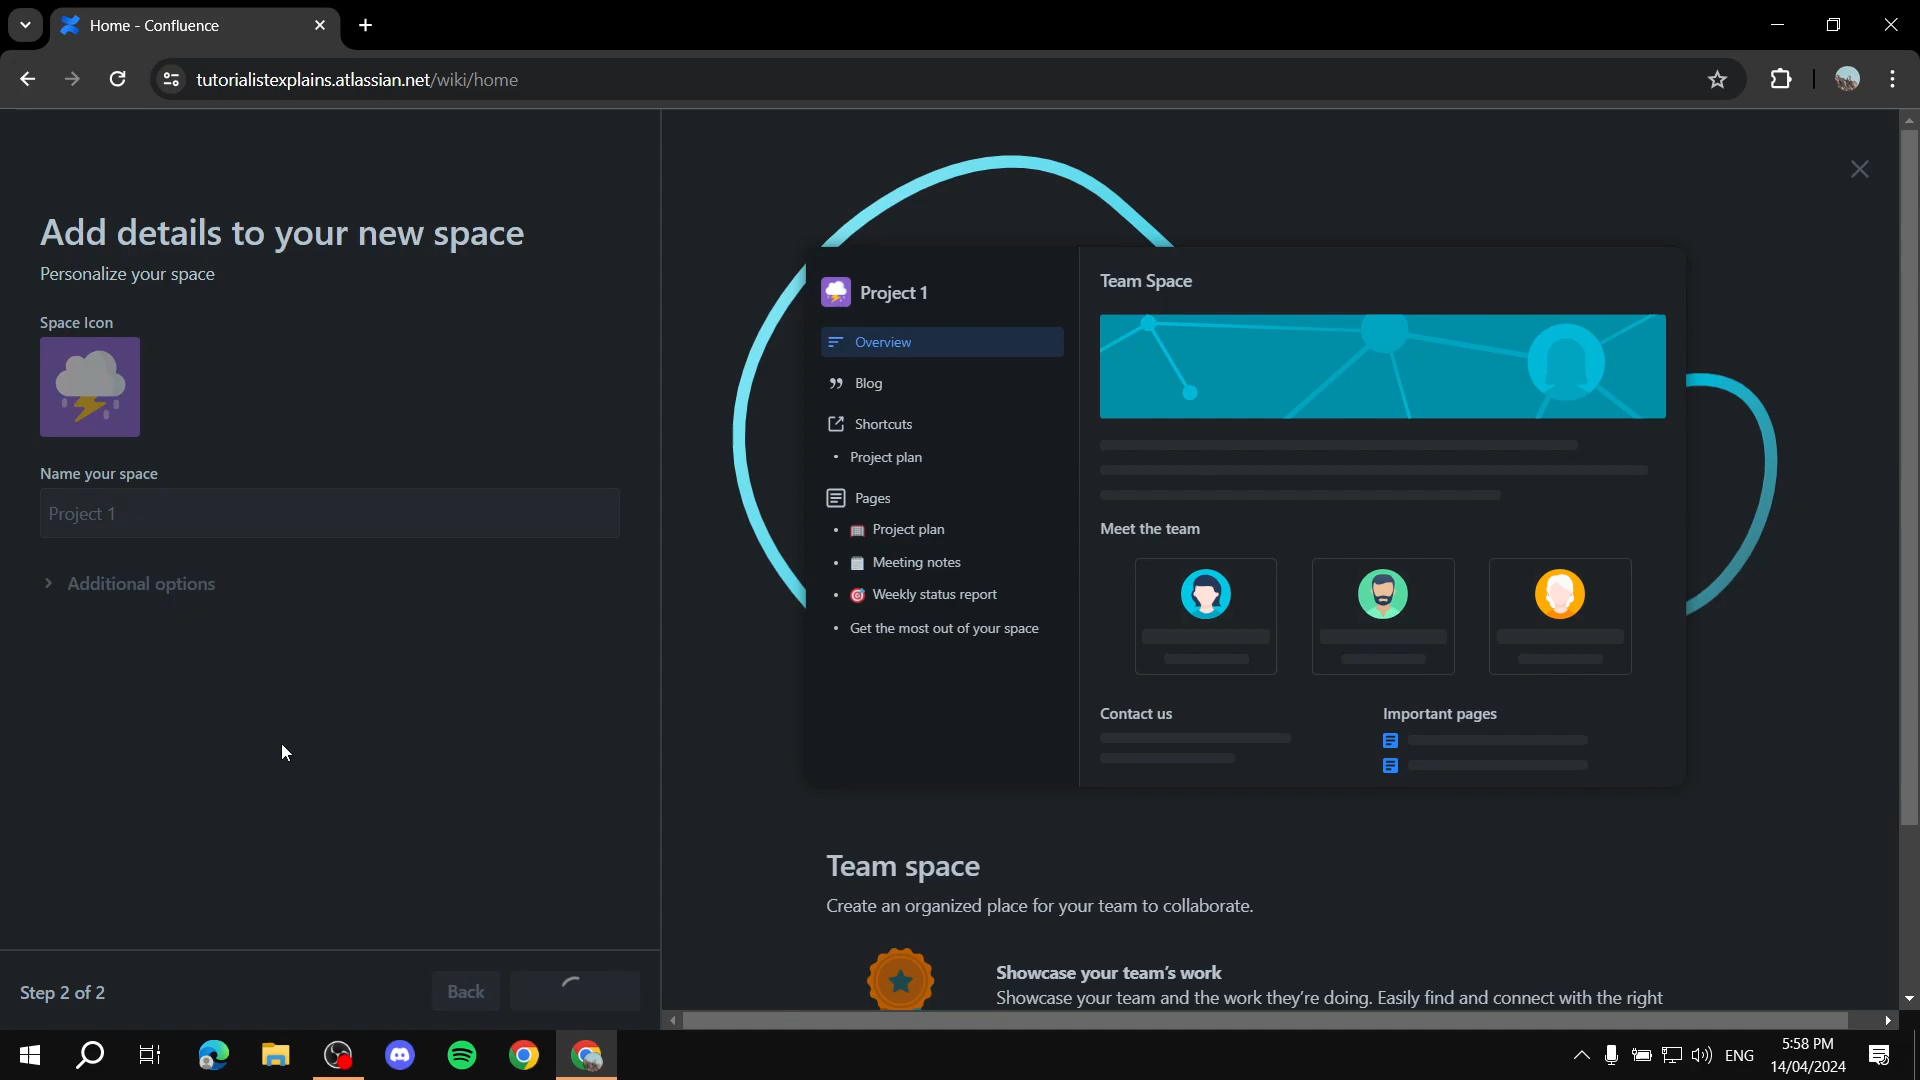 Home - Confluence
tutorialistexplains.atlassian.net/wiki/home
Add details to your new space
Personalize your space
Space Icon
Name your space
Project 1
Additional options
Step 2 of 2
Back
Project 1
Overview
Blog
Shortcuts
Project plan
Pages
Project plan
Meeting notes
Weekly status report
Get the most out of your space
Team Space
Meet the team
Contact us
Important pages
Team space
Create an organized place for your team to collaborate.
Showcase your team's work
Showcase your team and the work they're doing. Easily find and connect with the right
ENG
5:58 PM
14/04/2024